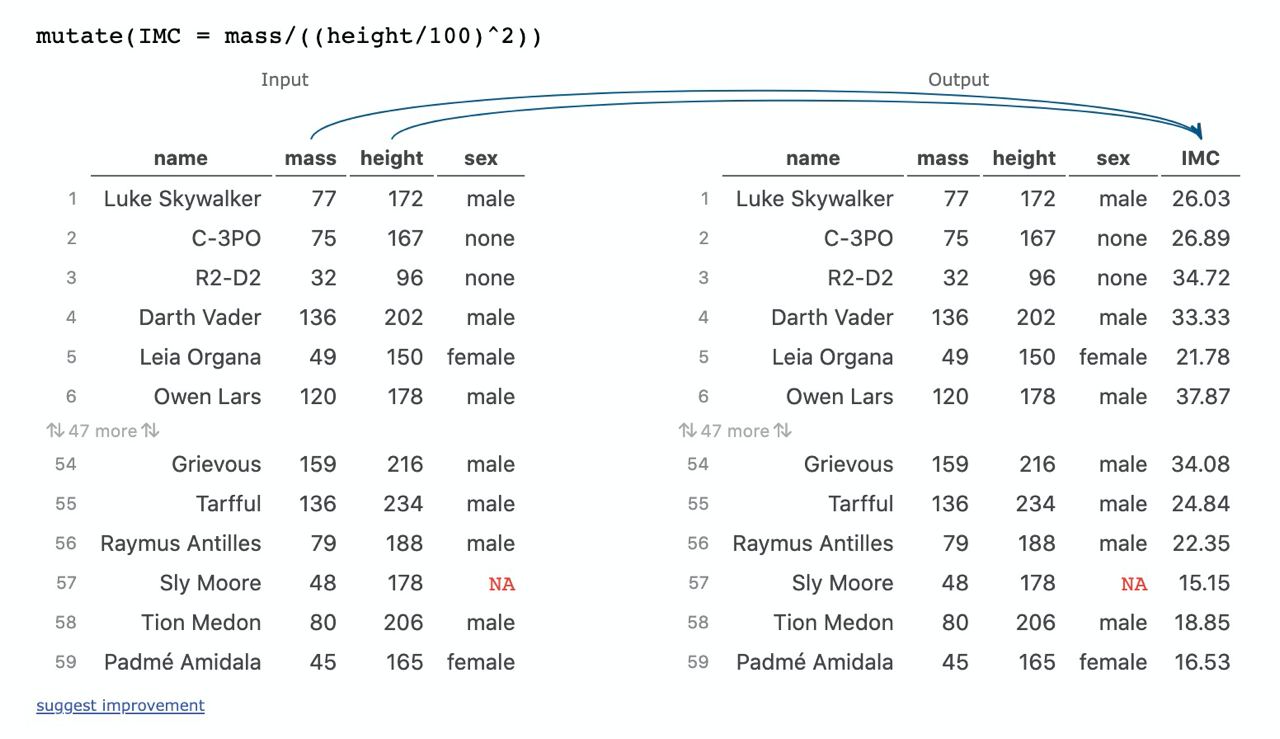 mutate(IMC = mass/((height/100)^2))
Input Output
name mass height sex name mass height sex IMC
1 Luke Skywalker 77 172 male 1 Luke Skywalker 77 172 male 26.03
2 C-3PO 75 167 none 2 C-3PO 75 167 none 26.89
3 R2-D2 32 96 none 3 R2-D2 32 96 none 34.72
4 Darth Vader 136 202 male 4 Darth Vader 136 202 male 33.33
5 Leia Organa 49 150 female 5 Leia Organa 49 150 female 21.78
6 Owen Lars 120 178 male 6 Owen Lars 120 178 male 37.87
⇅ 47 more ⇅ ⇅ 47 more ⇅
54 Grievous 159 216 male 54 Grievous 159 216 male 34.08
55 Tarfful 136 234 male 55 Tarfful 136 234 male 24.84
56 Raymus Antilles 79 188 male 56 Raymus Antilles 79 188 male 22.35
57 Sly Moore 48 178 NA 57 Sly Moore 48 178 NA 15.15
58 Tion Medon 80 206 male 58 Tion Medon 80 206 male 18.85
59 Padmé Amidala 45 165 female 59 Padmé Amidala 45 165 female 16.53
suggest improvement